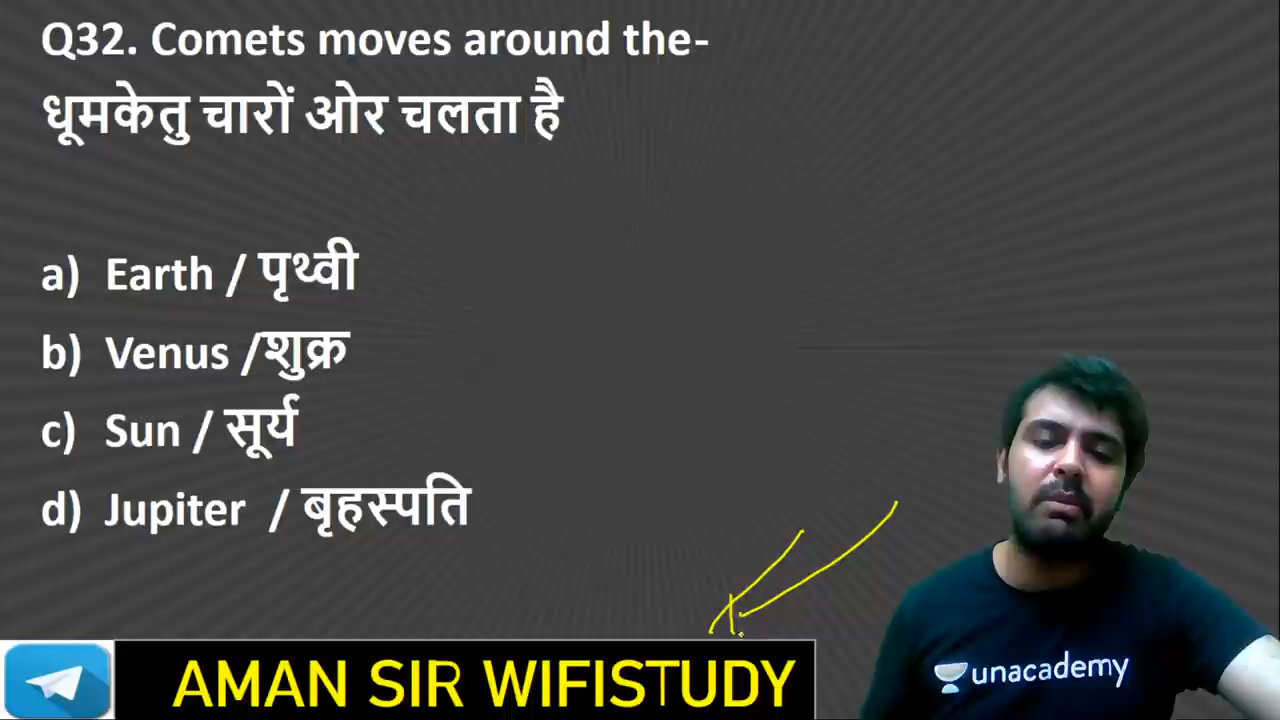 Q32. Comets moves around the-
धूमकेतु चारों ओर चलता है
a) Earth / पृथ्वी
b) Venus /शुक्र
c) Sun / सूर्य
d) Jupiter / बृहस्पति
unacademy
AMAN SIR WIFISTUDY